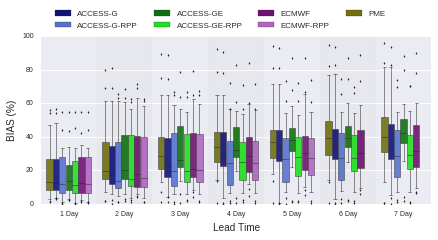 ACCESS-G ACCESS-GE ECMWF PME
ACCESS-G-RPP ACCESS-GE-RPP ECMWF-RPP
BIAS (%)
100
80
60
40
20
0
1 Day 2 Day 3 Day 4 Day 5 Day 6 Day 7 Day
Lead Time